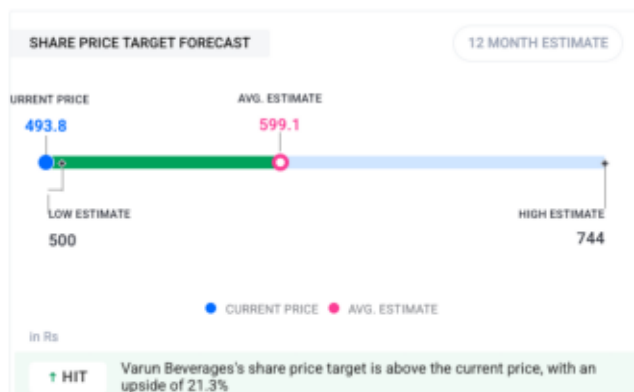 SHARE PRICE TARGET FORECAST
12 MONTH ESTIMATE
URRENT PRICE
AVG. ESTIMATE
493.8
599.1
LOW ESTIMATE
HIGH ESTIMATE
500
744
CURRENT PRICE
AVG. ESTIMATE
in Rs
↑ HIT
Varun Beverages's share price target is above the current price, with an
upside of 21.3%